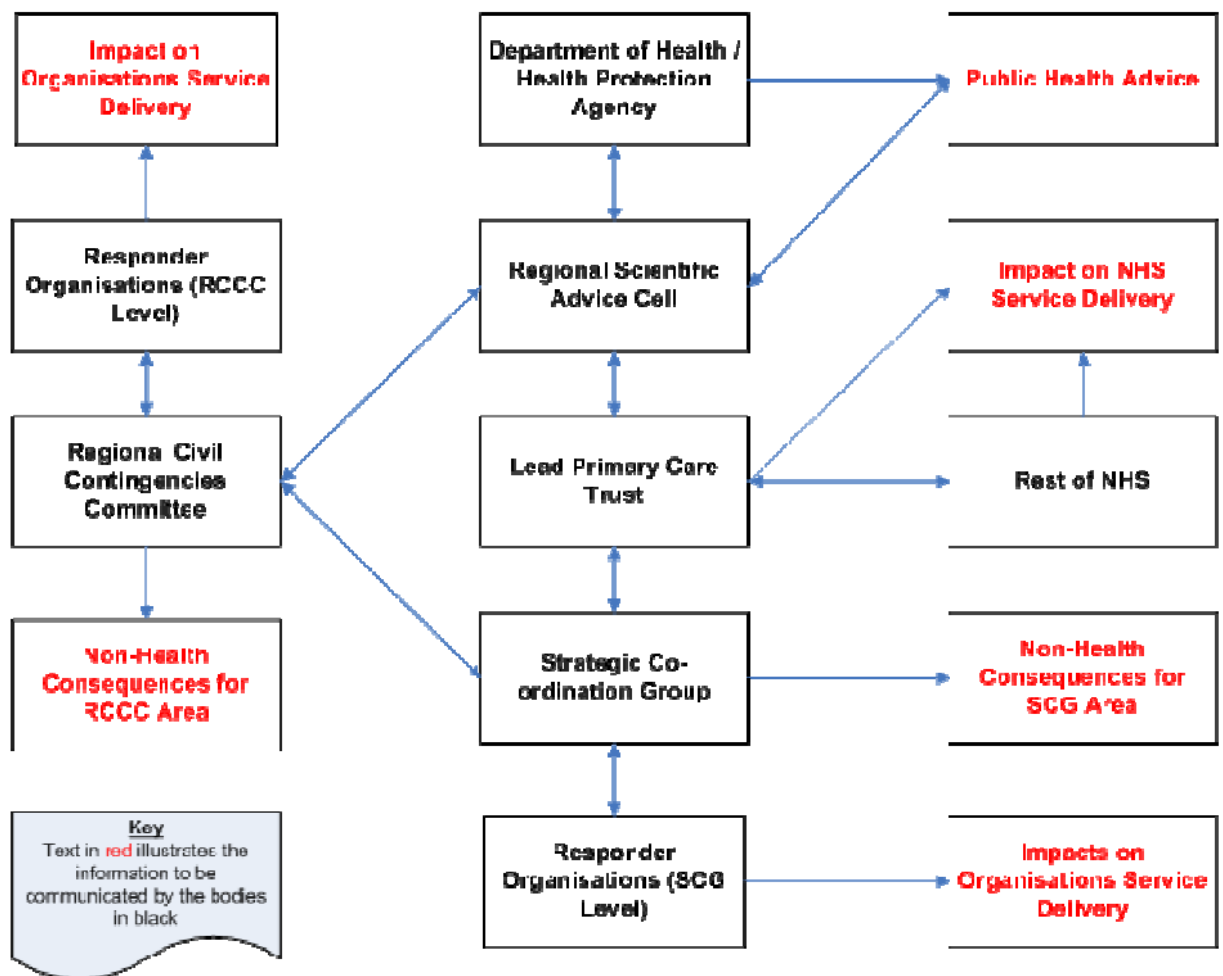 Impact on
Organisations Service
Delivery
Department of Health /
Health Protection
Agency
Public Health Advice
Responder
Organisations (RCCC
Level)
Regional Scientific
Advice Cell
Impact on NHS
Service Delivery
Regional Civil
Contingencies
Committee
Lead Primary Care
Trust
Rest of NHS
Non-Health
Consequences for
RCCC Area
Strategic Co-
ordination Group
Non-Health
Consequences for
SCG Area
Key
Text in red illustrates the
information to be
communicated by the bodies
in black
Responder
Organisations (SCG
Level)
Impacts on
Organisations Service
Delivery